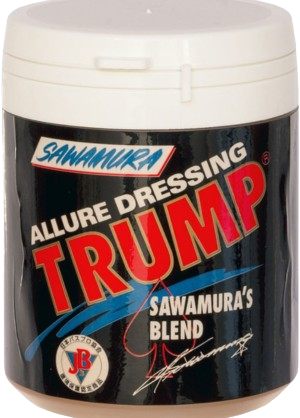 SAWAMURA
ALLURE DRESSING
TRUMP®
SAWAMURA'S
BLEND
JB